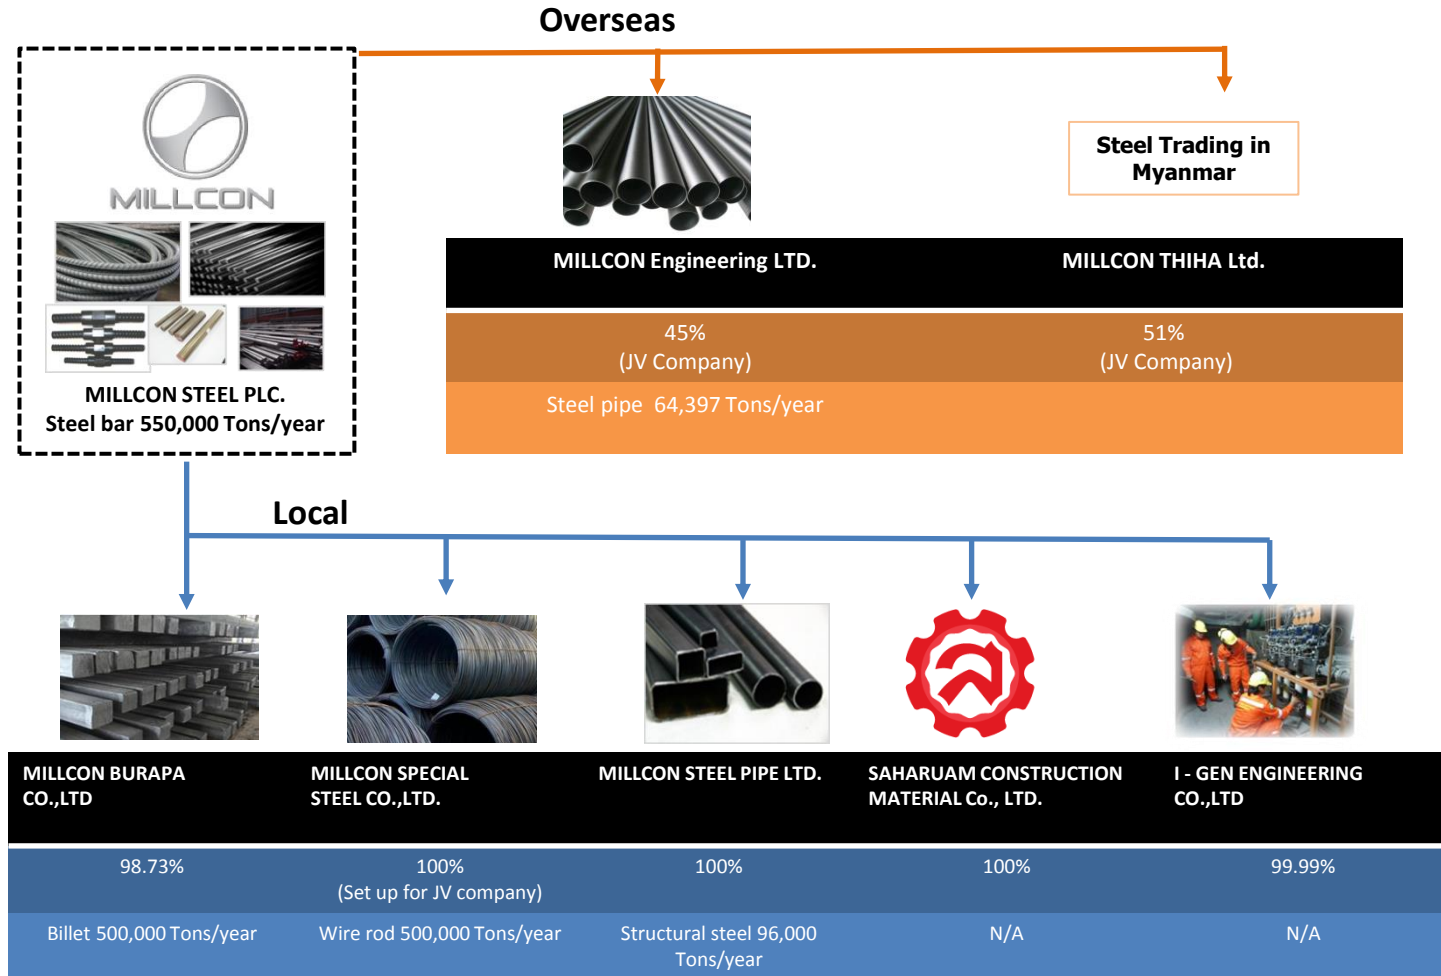 Overseas
MILLCON
MILLCON STEEL PLC.
Steel bar 550,000 Tons/year
Steel Trading in
Myanmar
MILLCON Engineering LTD.
MILLCON THIHA Ltd.
45%
(JV Company)
51%
(JV Company)
Steel pipe 64,397 Tons/year
Local
MILLCON BURAPA
CO.,LTD
MILLCON SPECIAL
STEEL CO.,LTD.
MILLCON STEEL PIPE LTD.
SAHARUAM CONSTRUCTION
MATERIAL Co., LTD.
I - GEN ENGINEERING
CO.,LTD
98.73%
100%
(Set up for JV company)
100%
100%
99.99%
Billet 500,000 Tons/year
Wire rod 500,000 Tons/year
Structural steel 96,000
Tons/year
N/A
N/A